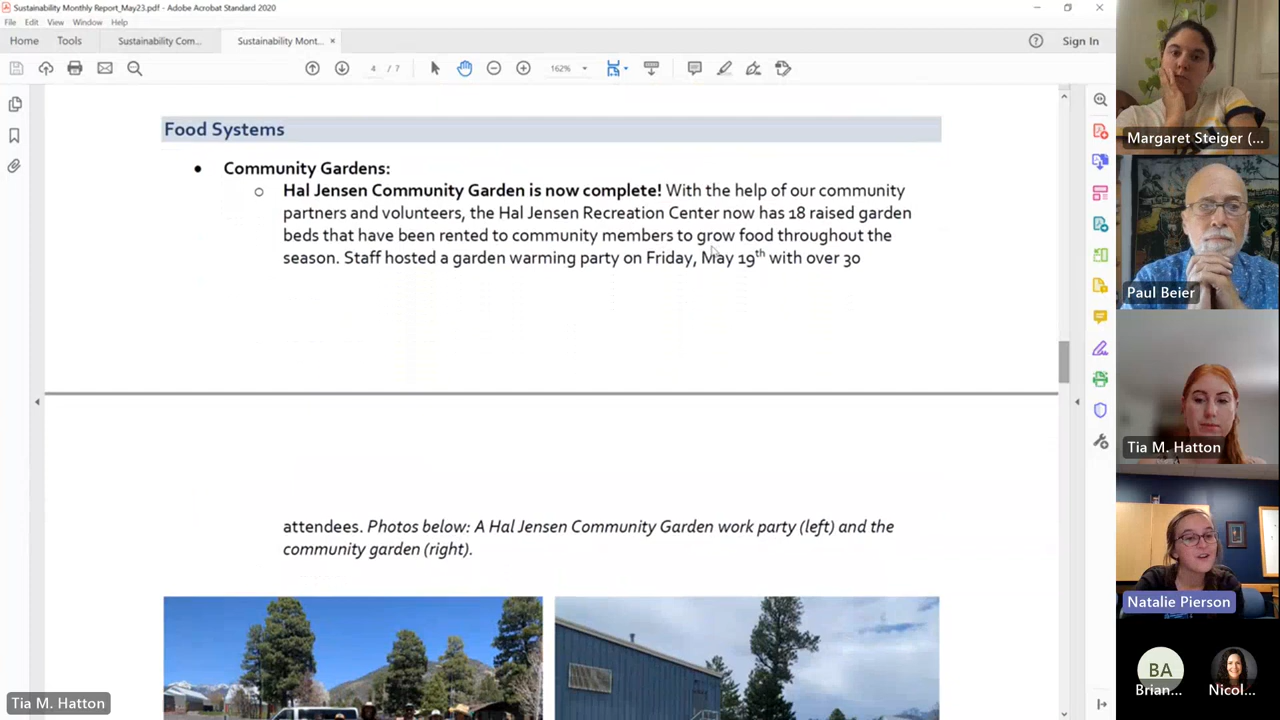 Sustainability Monthly Report_May23.pdf - Adobe Acrobat Standard 2020
File Edit View Window Help
Home Tools Sustainability Com... Sustainability Mont... × Sign In
4 / 7 162%
Food Systems
• Community Gardens:
o Hal Jensen Community Garden is now complete! With the help of our community
partners and volunteers, the Hal Jensen Recreation Center now has 18 raised garden
beds that have been rented to community members to grow food throughout the
season. Staff hosted a garden warming party on Friday, May 19th with over 30
attendees. Photos below: A Hal Jensen Community Garden work party (left) and the
community garden (right).
Margaret Steiger (...
Paul Beier
Tia M. Hatton
Natalie Pierson
BA
Brian...
Nicol...
Tia M. Hatton